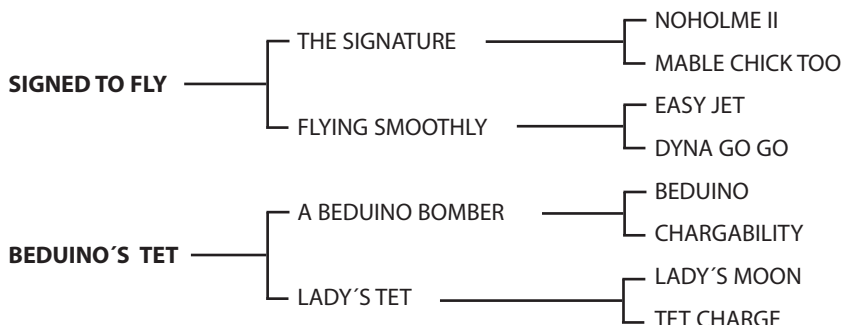 NOHOLME II
THE SIGNATURE
MABLE CHICK TOO
SIGNED TO FLY
EASY JET
FLYING SMOOTHLY
DYNA GO GO
BEDUINO
A BEDUINO BOMBER
CHARGABILITY
BEDUINO´S TET
LADY´S MOON
LADY´S TET
TET CHARGE